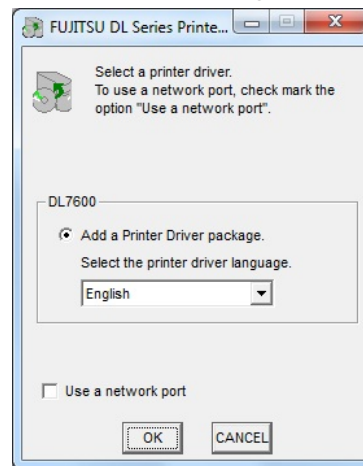 FUJITSU DL Series Printe...
Select a printer driver.
To use a network port, check mark the
option "Use a network port".
DL7600
Add a Printer Driver package.
Select the printer driver language.
English
Use a network port
OK
CANCEL